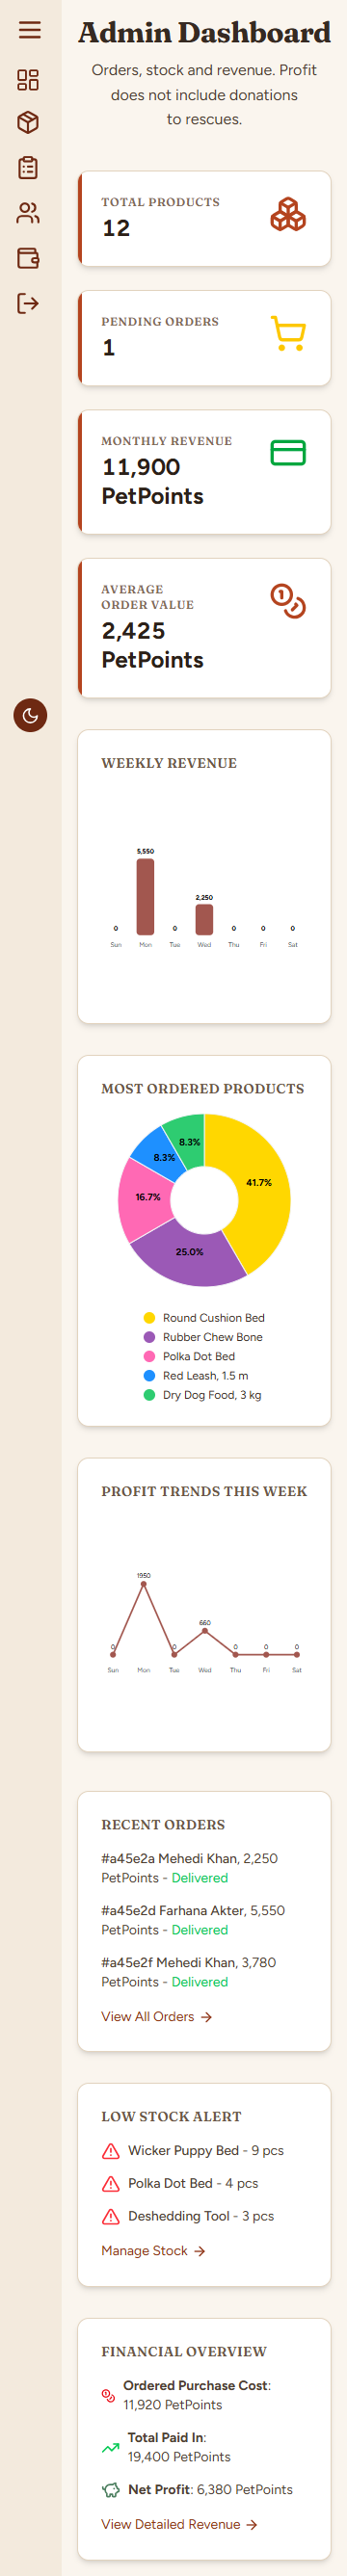 Admin Dashboard
Orders, stock and revenue. Profit
does not include donations
to rescues.
TOTAL PRODUCTS
12
PENDING ORDERS
1
MONTHLY REVENUE
11,900
PetPoints
AVERAGE
ORDER VALUE
2,425
PetPoints
WEEKLY REVENUE
0 5,550 0 2,250 0 0 0
Sun Mon Tue Wed Thu Fri Sat
MOST ORDERED PRODUCTS
8.3%
8.3%
41.7%
16.7%
25.0%
Round Cushion Bed
Rubber Chew Bone
Polka Dot Bed
Red Leash, 1.5 m
Dry Dog Food, 3 kg
PROFIT TRENDS THIS WEEK
0 1950 0 660 0 0 0
Sun Mon Tue Wed Thu Fri Sat
RECENT ORDERS
#a45e2a Mehedi Khan, 2,250
PetPoints - Delivered
#a45e2d Farhana Akter, 5,550
PetPoints - Delivered
#a45e2f Mehedi Khan, 3,780
PetPoints - Delivered
View All Orders →
LOW STOCK ALERT
Wicker Puppy Bed - 9 pcs
Polka Dot Bed - 4 pcs
Deshedding Tool - 3 pcs
Manage Stock →
FINANCIAL OVERVIEW
Ordered Purchase Cost:
11,920 PetPoints
Total Paid In:
19,400 PetPoints
Net Profit: 6,380 PetPoints
View Detailed Revenue →